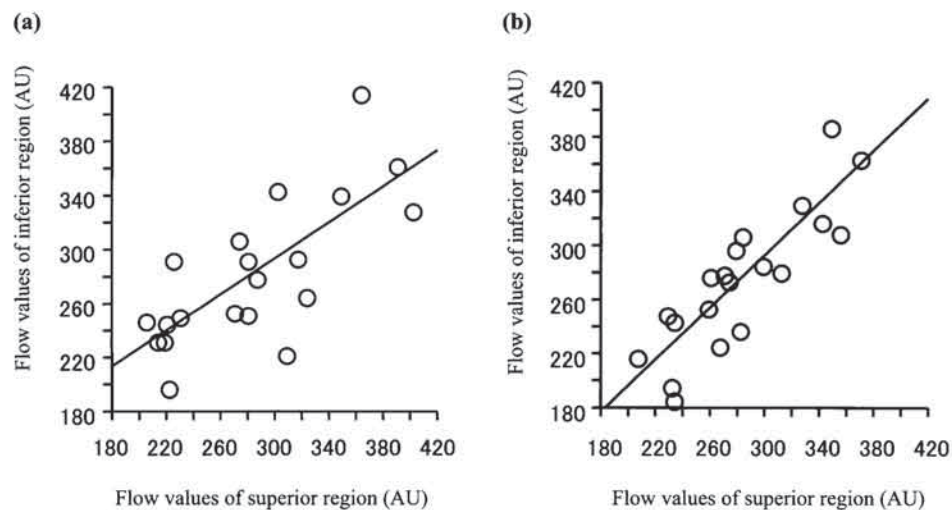 (a)
Flow values of inferior region (AU)
420
380
340
300
260
220
180
180 220 260 300 340 380 420
Flow values of superior region (AU)
(b)
Flow values of inferior region (AU)
420
380
340
300
260
220
180
180 220 260 300 340 380 420
Flow values of superior region (AU)